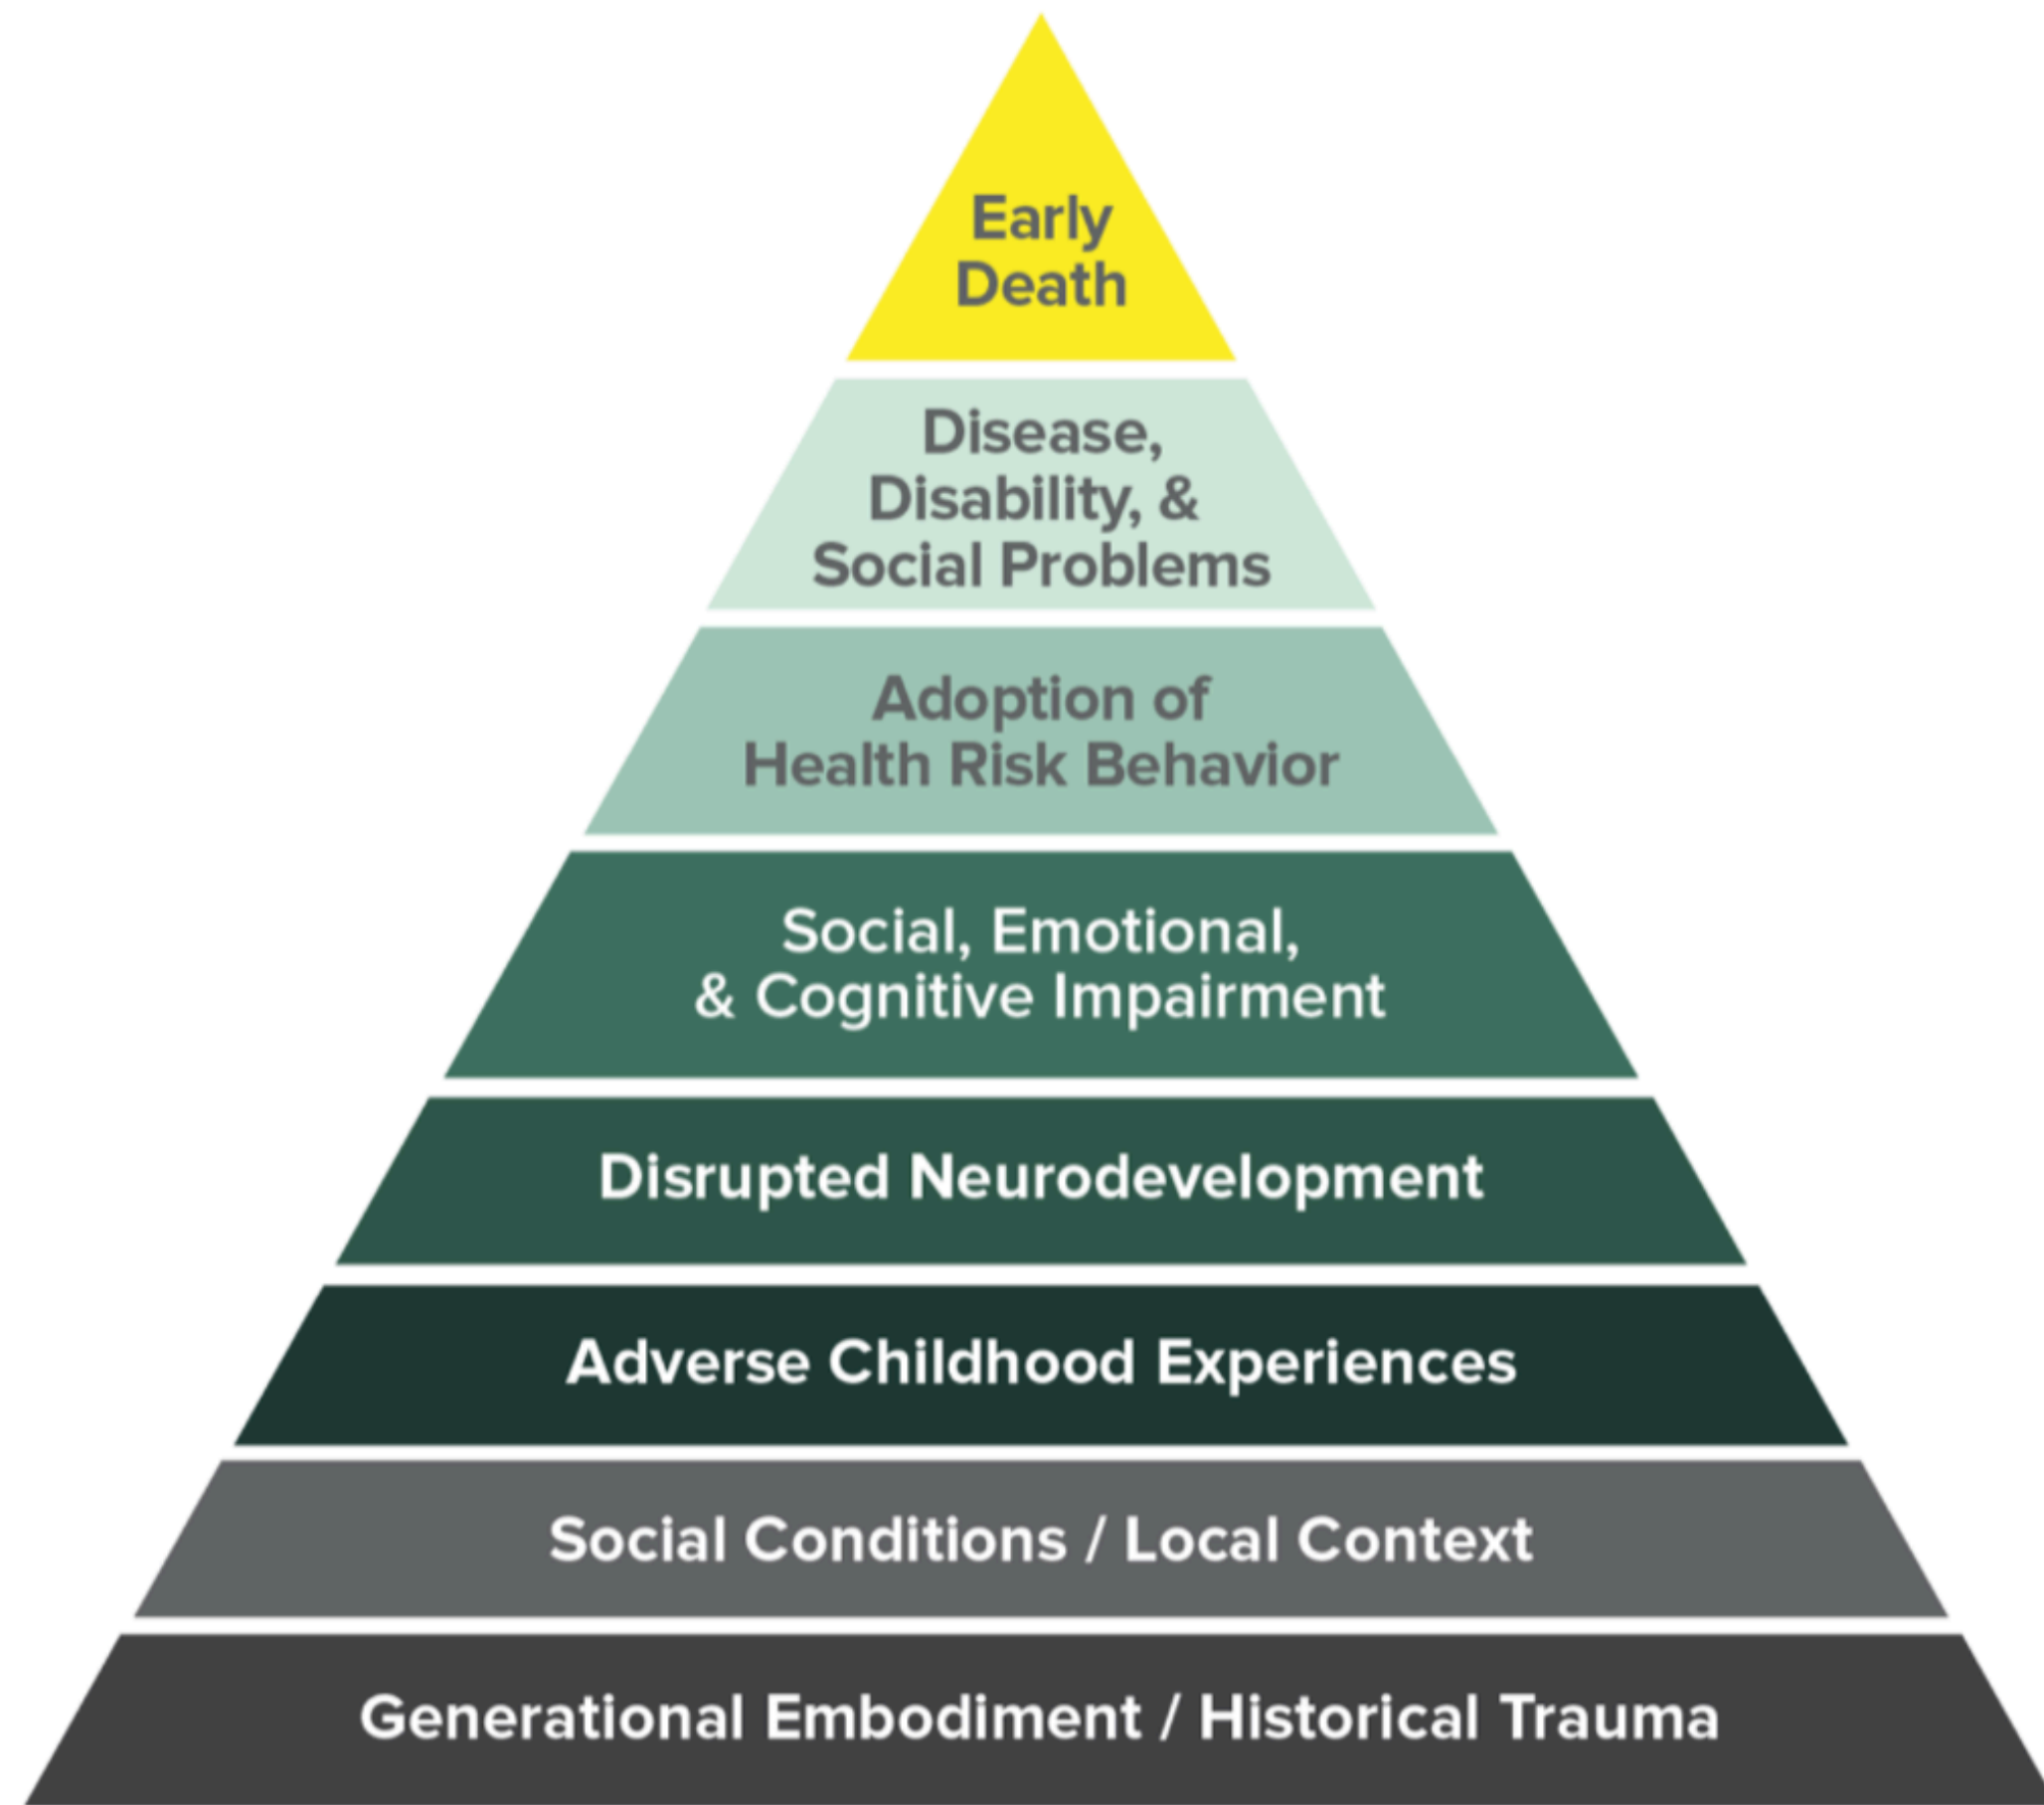 Early
Death
Disease,
Disability, &
Social Problems
Adoption of
Health Risk Behavior
Social, Emotional,
& Cognitive Impairment
Disrupted Neurodevelopment
Adverse Childhood Experiences
Social Conditions / Local Context
Generational Embodiment / Historical Trauma